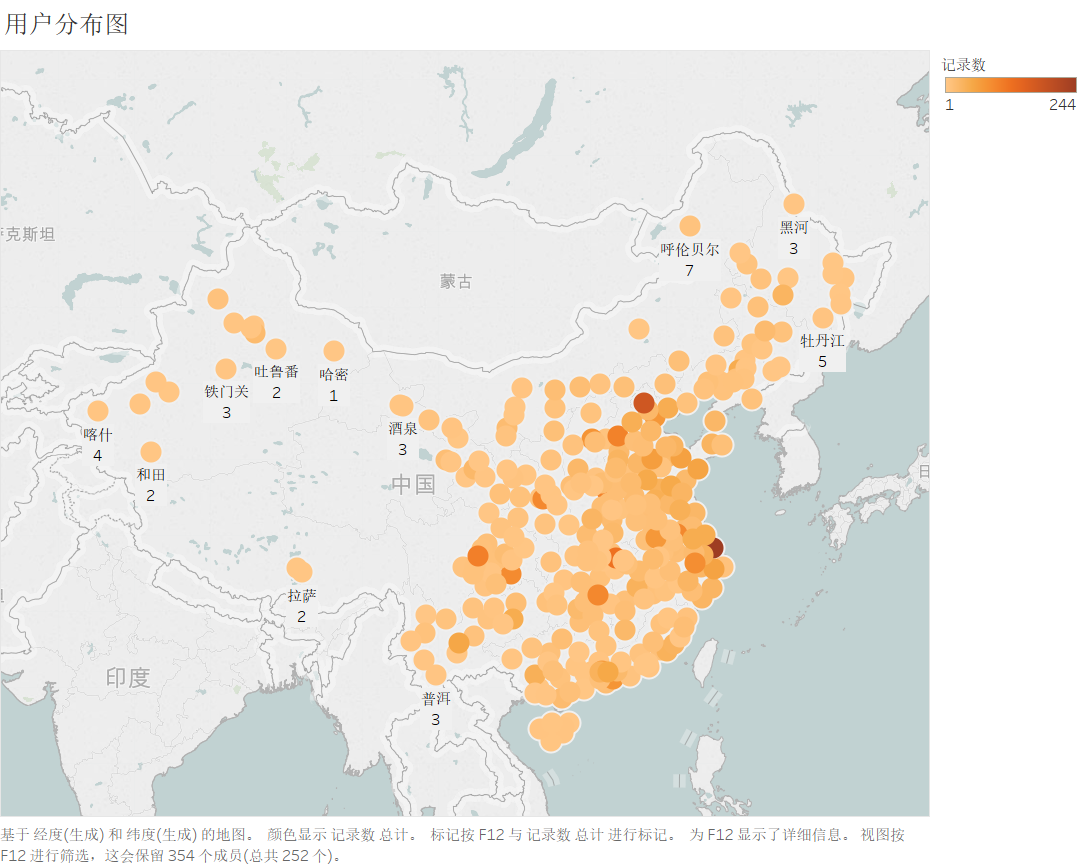 用户分布图
记录数
1
244
克斯坦
黑河
3
呼伦贝尔
7
蒙古
牡丹江
5
吐鲁番
2
哈密
1
铁门关
3
酒泉
3
喀什
4
和田
2
中国
日
拉萨
2
印度
普洱
3
基于 经度(生成) 和 纬度(生成) 的地图。 颜色显示 记录数 总计。 标记按 F12 与 记录数 总计 进行标记。 为 F12 显示了详细信息。 视图按
F12 进行筛选，这会保留 354 个成员(总共 252 个)。